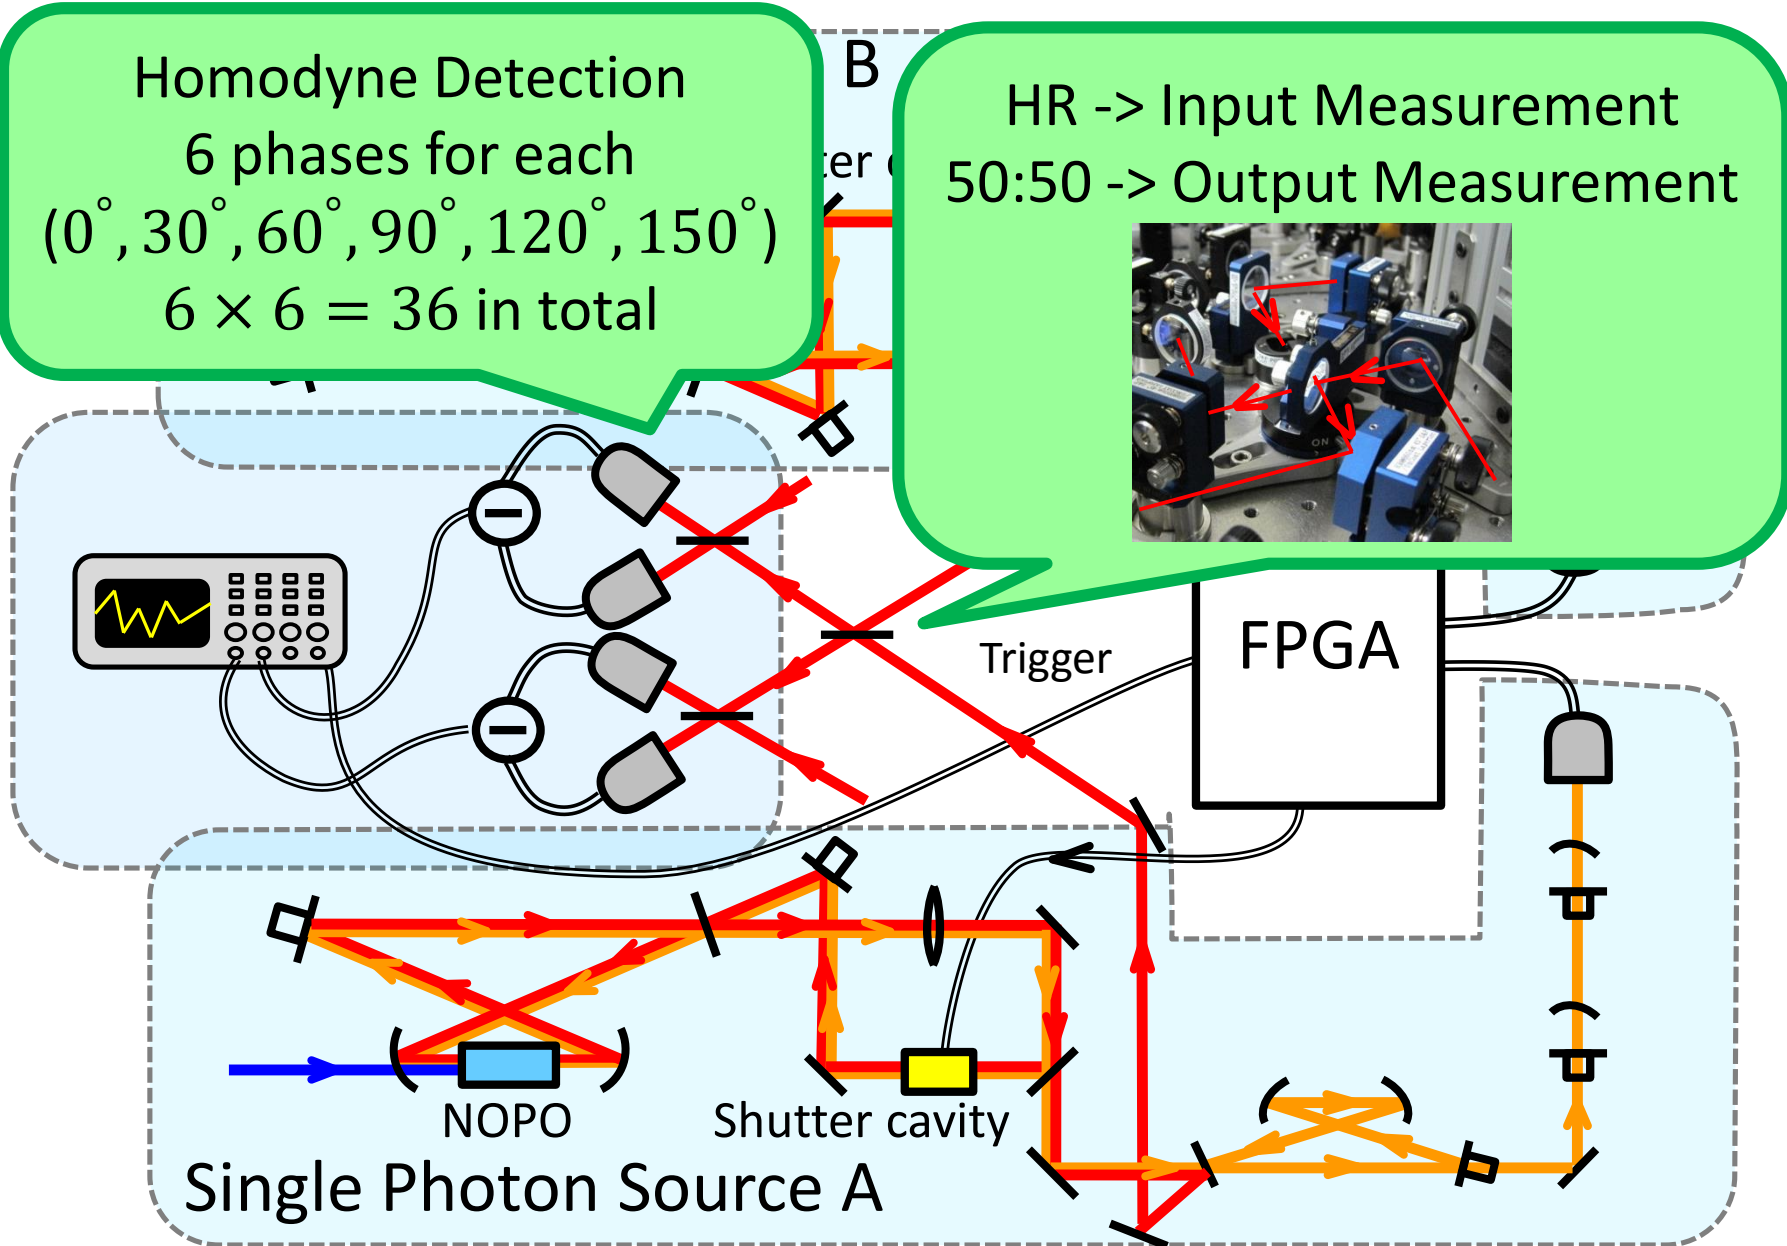 Homodyne Detection
6 phases for each
(0°, 30°, 60°, 90°, 120°, 150°)
6 × 6 = 36 in total
B
HR -> Input Measurement
50:50 -> Output Measurement
ON
Trigger
FPGA
NOPO
Shutter cavity
Single Photon Source A